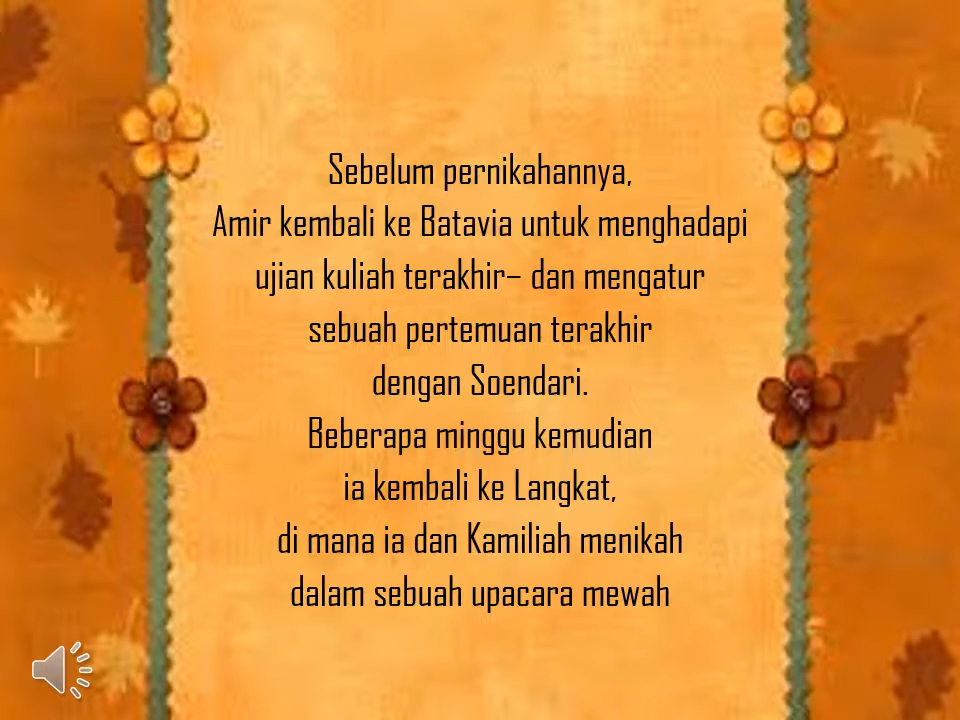 Sebelum pernikahannya,
Amir kembali ke Batavia untuk menghadapi
ujian kuliah terakhir– dan mengatur
sebuah pertemuan terakhir
dengan Soendari.
Beberapa minggu kemudian
ia kembali ke Langkat,
di mana ia dan Kamiliah menikah
dalam sebuah upacara mewah